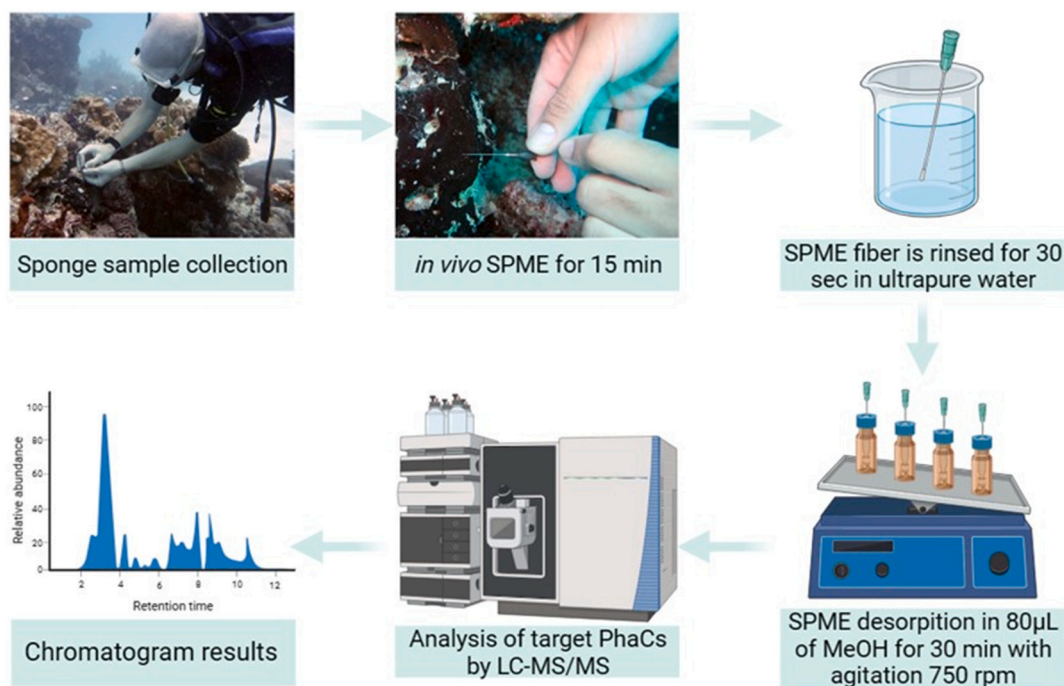 Sponge sample collection
in vivo SPME for 15 min
SPME fiber is rinsed for 30
sec in ultrapure water
SPME desorpition in 80µL
of MeOH for 30 min with
agitation 750 rpm
Analysis of target PhaCs
by LC-MS/MS
Relative abundance
100
80
60
40
20
0
2 4 6 8 10 12
Retention time
Chromatogram results